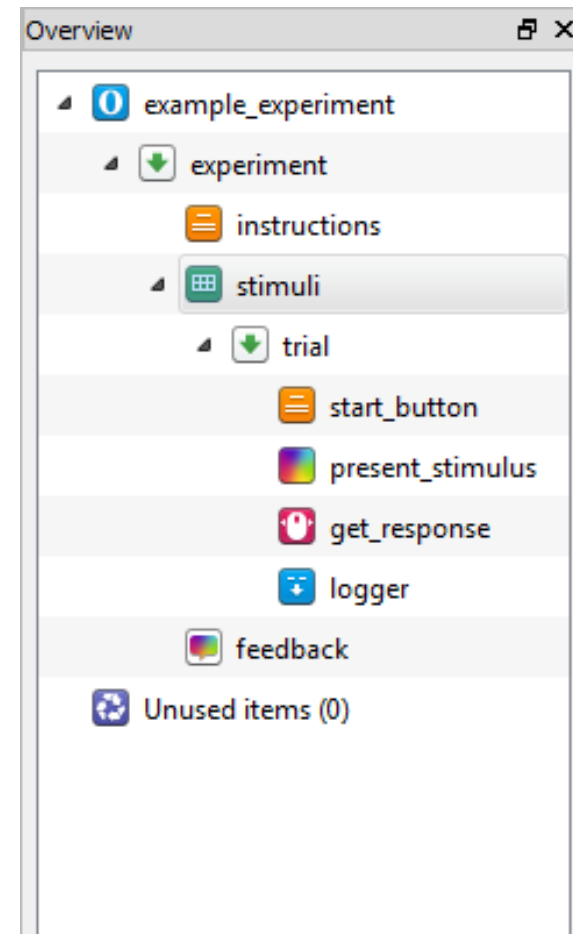 Overview
example_experiment
experiment
instructions
stimuli
trial
start_button
present_stimulus
get_response
logger
feedback
Unused items (0)